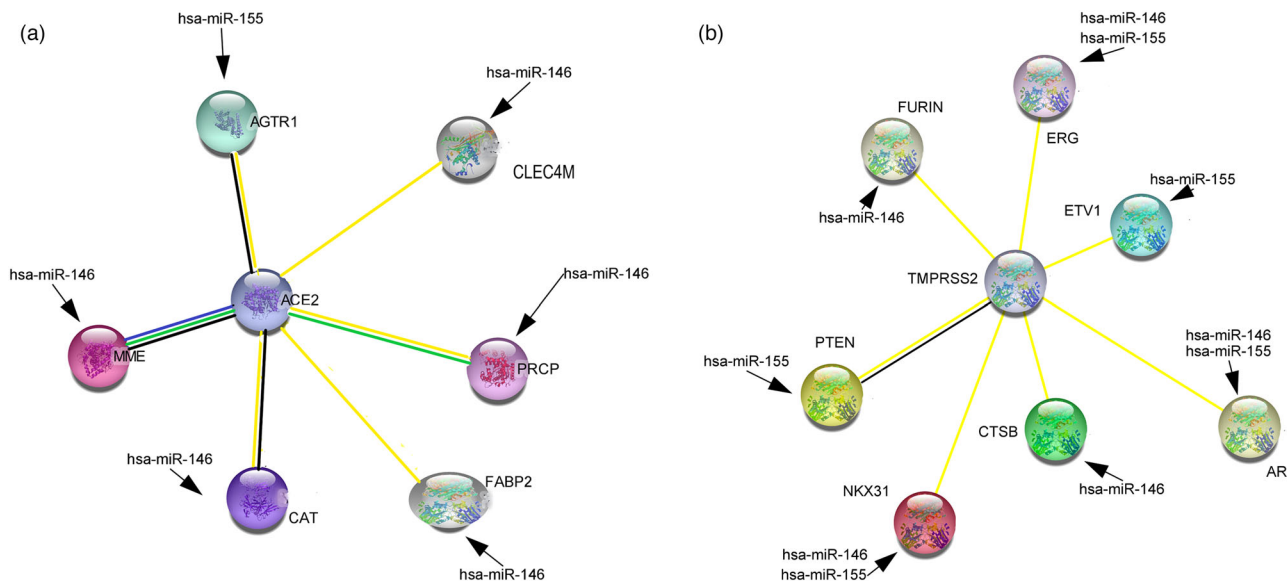 (a)
hsa-miR-155
hsa-miR-146
AGTR1
CLEC4M
hsa-miR-146
ACE2
hsa-miR-146
MME
PRCP
hsa-miR-146
CAT
FABP2
hsa-miR-146
(b)
hsa-miR-146
hsa-miR-155
FURIN
ERG
hsa-miR-146
hsa-miR-155
ETV1
TMPRSS2
PTEN
hsa-miR-155
hsa-miR-146
hsa-miR-155
CTSB
AR
NKX31
hsa-miR-146
hsa-miR-146
hsa-miR-155